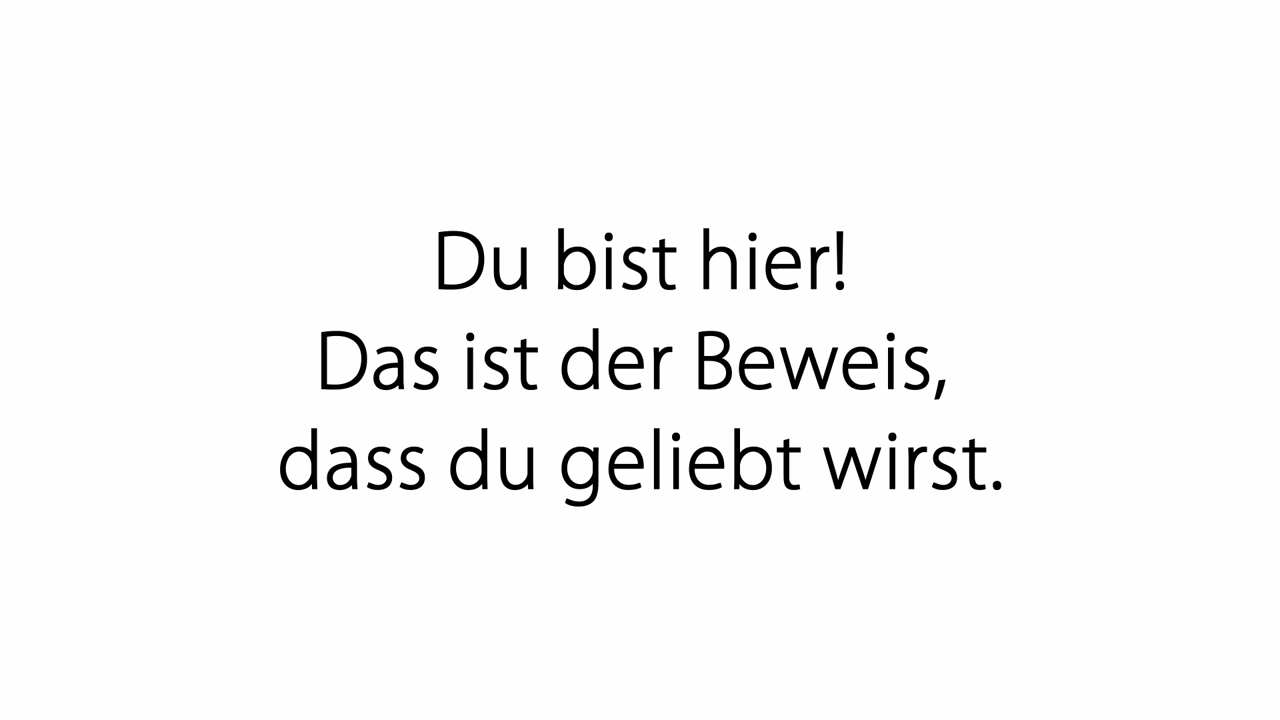 Du bist hier!
Das ist der Beweis,
dass du geliebt wirst.